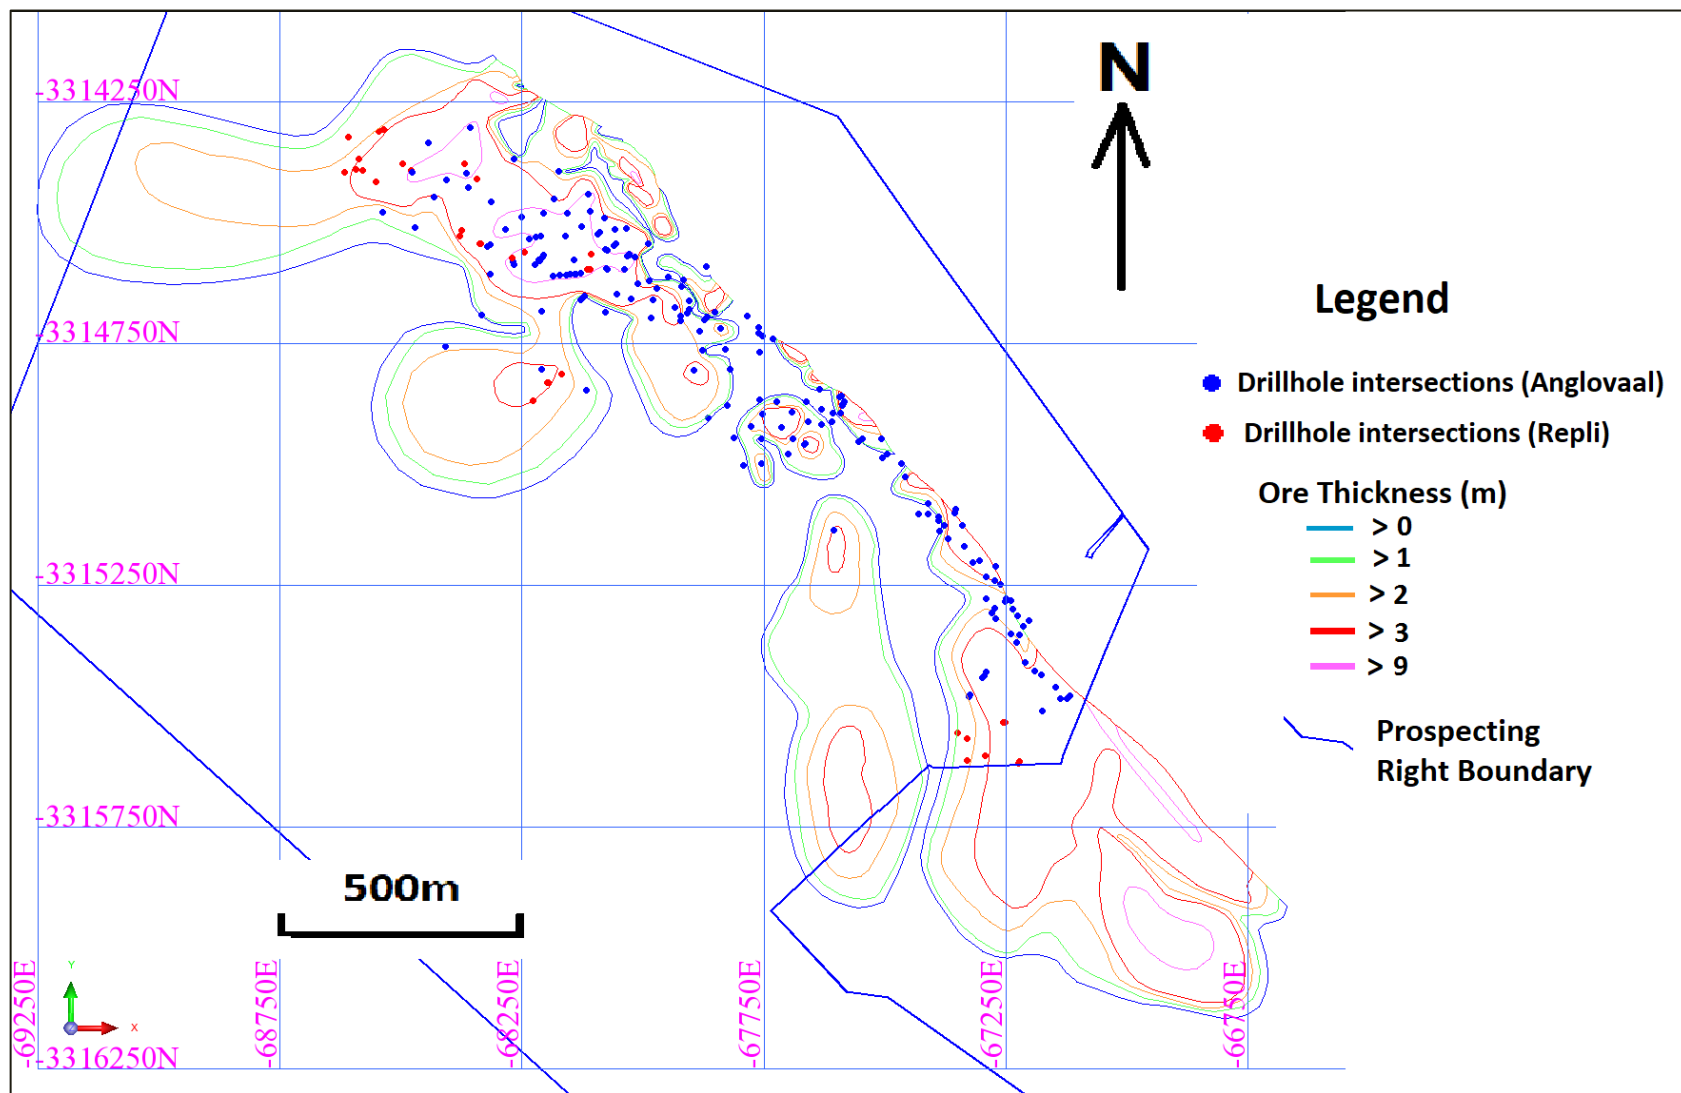 N
-3314250N
Legend
-3314750N
Drillhole intersections (Anglovaal)
Drillhole intersections (Repli)
Ore Thickness (m)
> 0
> 1
-3315250N
> 2
> 3
> 9
Prospecting
Right Boundary
-3315750N
500m
-69250E
-68750E
-68250E
-67750E
-67250E
-66750E
Y
X
-3316250N